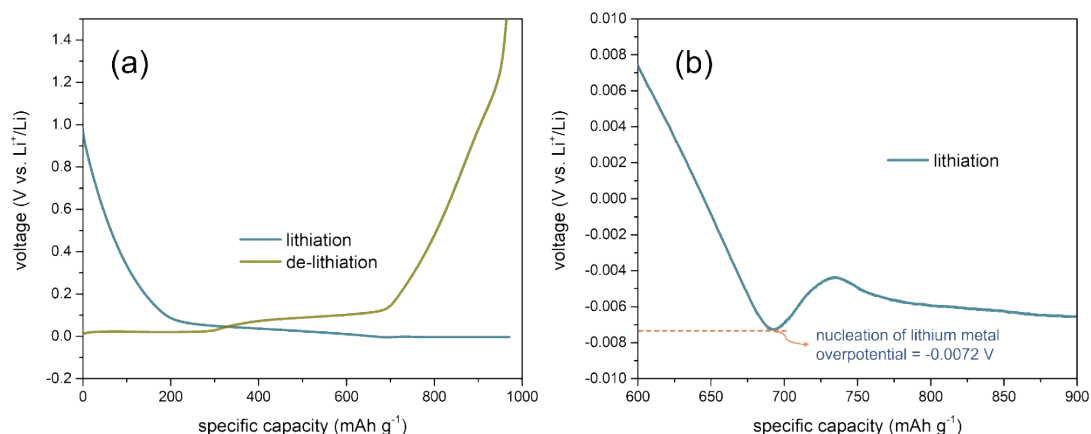 (a)
1.4
1.2
1.0
0.8
0.6
0.4
0.2
0.0
-0.2
voltage (V vs. Li⁺/Li)
lithiation
de-lithiation
0 200 400 600 800 1000
specific capacity (mAh g⁻¹)
(b)
0.010
0.008
0.006
0.004
0.002
0.000
-0.002
-0.004
-0.006
-0.008
-0.010
voltage (V vs. Li⁺/Li)
lithiation
nucleation of lithium metal
overpotential = -0.0072 V
600 650 700 750 800 850 900
specific capacity (mAh g⁻¹)